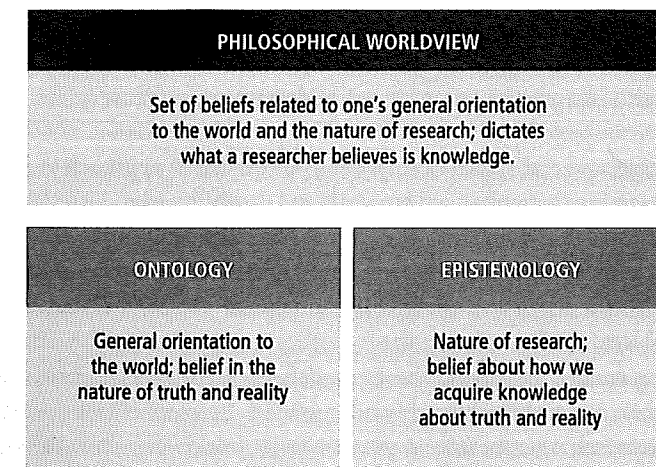 PHILOSOPHICAL WORLDVIEW
Set of beliefs related to one's general orientation
to the world and the nature of research; dictates
what a researcher believes is knowledge.
ONTOLOGY
General orientation to
the world; belief in the
nature of truth and reality
EPISTEMOLOGY
Nature of research;
belief about how we
acquire knowledge
about truth and reality